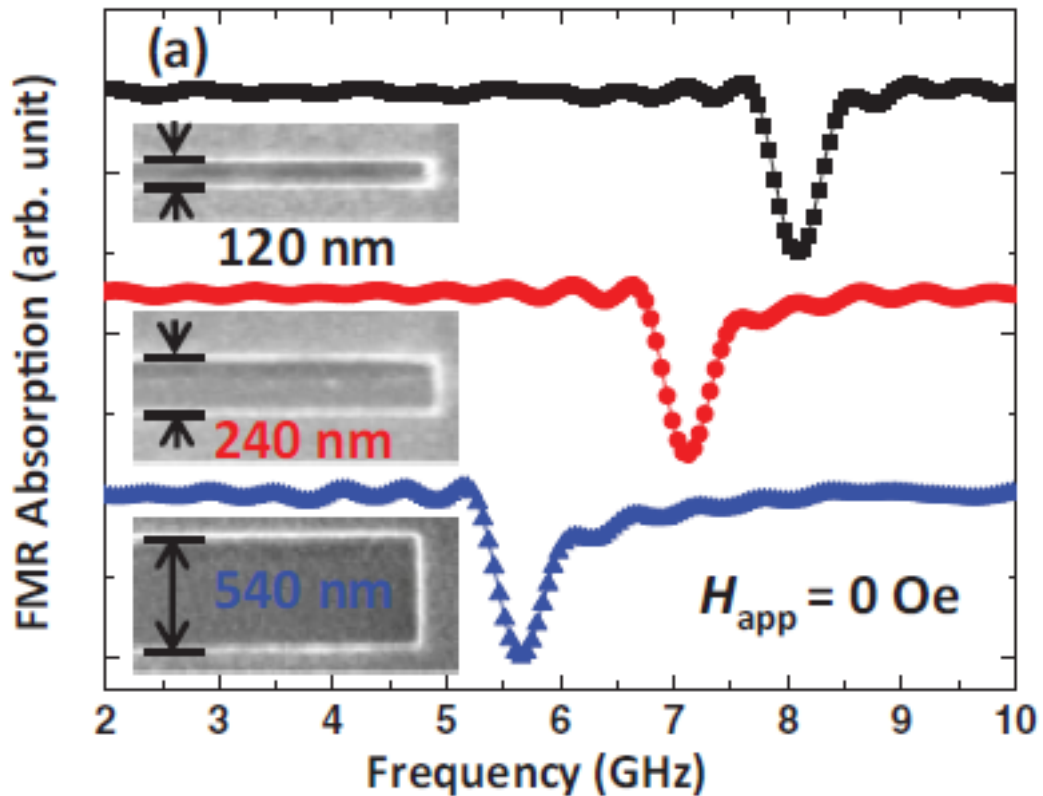 (a)
FMR Absorption (arb. unit)
120 nm
240 nm
540 nm
Happ = 0 Oe
2 3 4 5 6 7 8 9 10
Frequency (GHz)